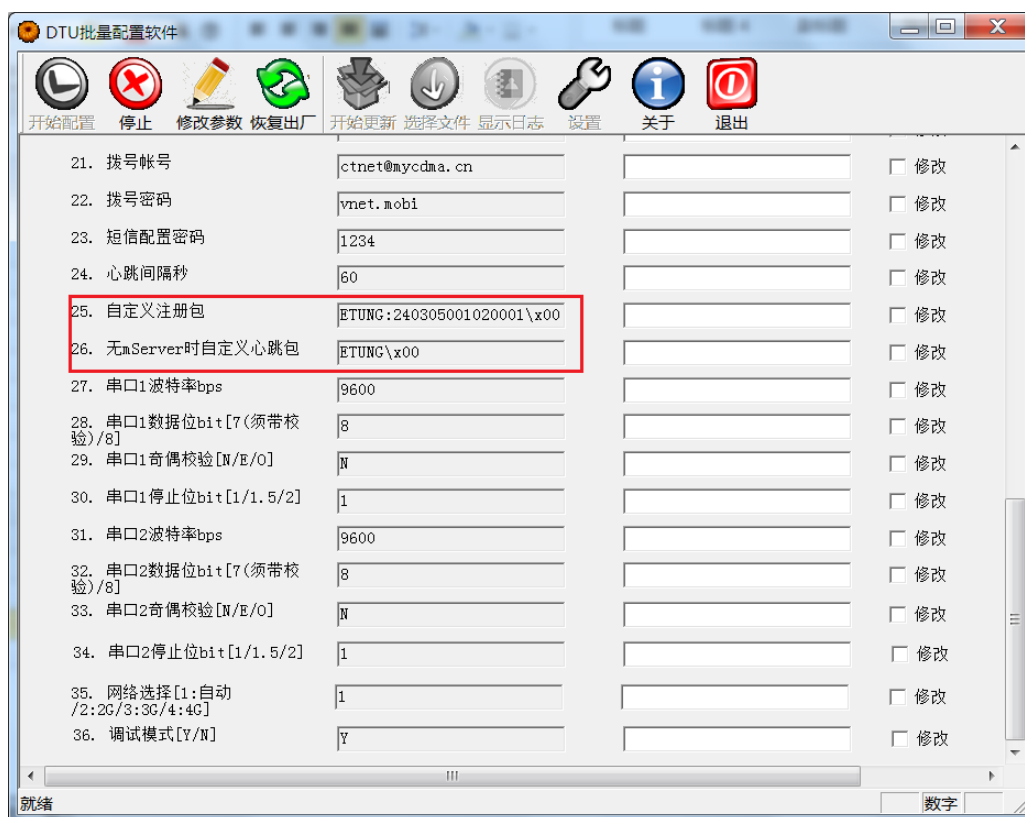 DTU批量配置软件
开始配置 停止 修改参数 恢复出厂 开始更新 选择文件 显示日志 设置 关于 退出
21. 拨号帐号 ctnet@mycdma.cn 修改
22. 拨号密码 vnet.mobi 修改
23. 短信配置密码 1234 修改
24. 心跳间隔秒 60 修改
25. 自定义注册包 ETUNG:240305001020001\x00 修改
26. 无mServer时自定义心跳包 ETUNG\x00 修改
27. 串口1波特率bps 9600 修改
28. 串口1数据位bit[7(须带校
验)/8] 8 修改
29. 串口1奇偶校验[N/E/O] N 修改
30. 串口1停止位bit[1/1.5/2] 1 修改
31. 串口2波特率bps 9600 修改
32. 串口2数据位bit[7(须带校
验)/8] 8 修改
33. 串口2奇偶校验[N/E/O] N 修改
34. 串口2停止位bit[1/1.5/2] 1 修改
35. 网络选择[1:自动
/2:2G/3:3G/4:4G] 1 修改
36. 调试模式[Y/N] Y 修改
就绪 数字